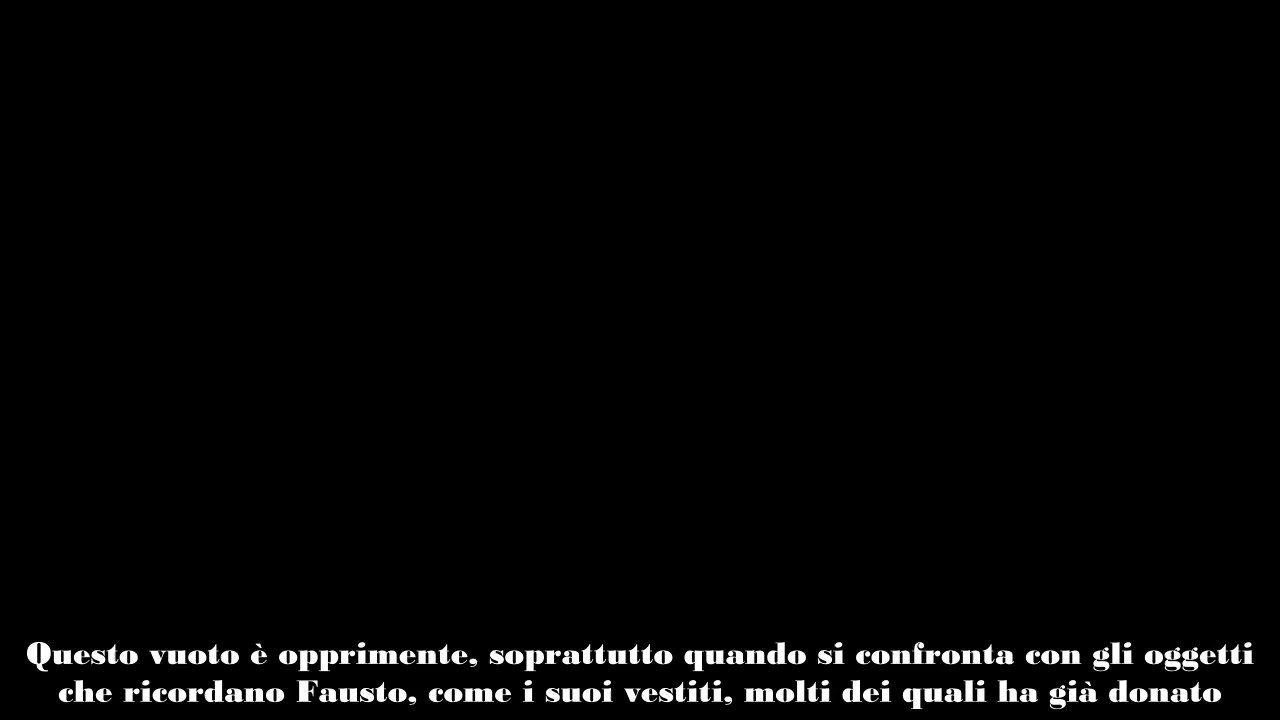 Questo vuoto è opprimente, soprattutto quando si confronta con gli oggetti
che ricordano Fausto, come i suoi vestiti, molti dei quali ha già donato